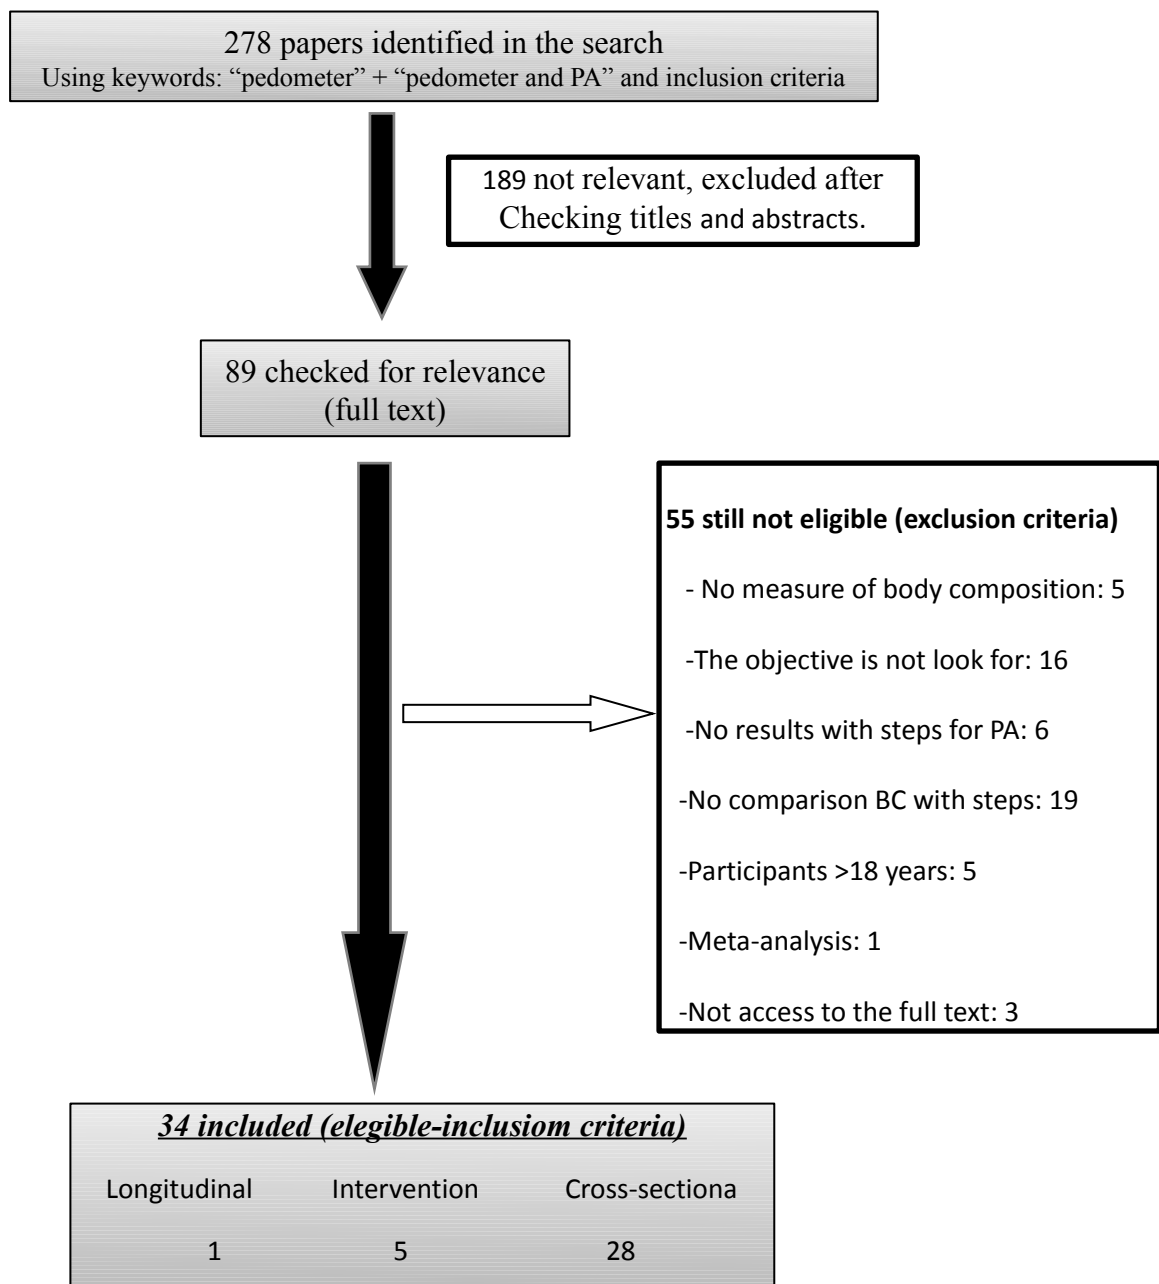 278 papers identified in the search
Using keywords: “pedometer” + “pedometer and PA” and inclusion criteria
189 not relevant, excluded after
Checking titles and abstracts.
89 checked for relevance
(full text)
55 still not eligible (exclusion criteria)
- No measure of body composition: 5
-The objective is not look for: 16
-No results with steps for PA: 6
-No comparison BC with steps: 19
-Participants >18 years: 5
-Meta-analysis: 1
-Not access to the full text: 3
34 included (elegible-inclusiom criteria)
Longitudinal Intervention Cross-sectiona
1 5 28